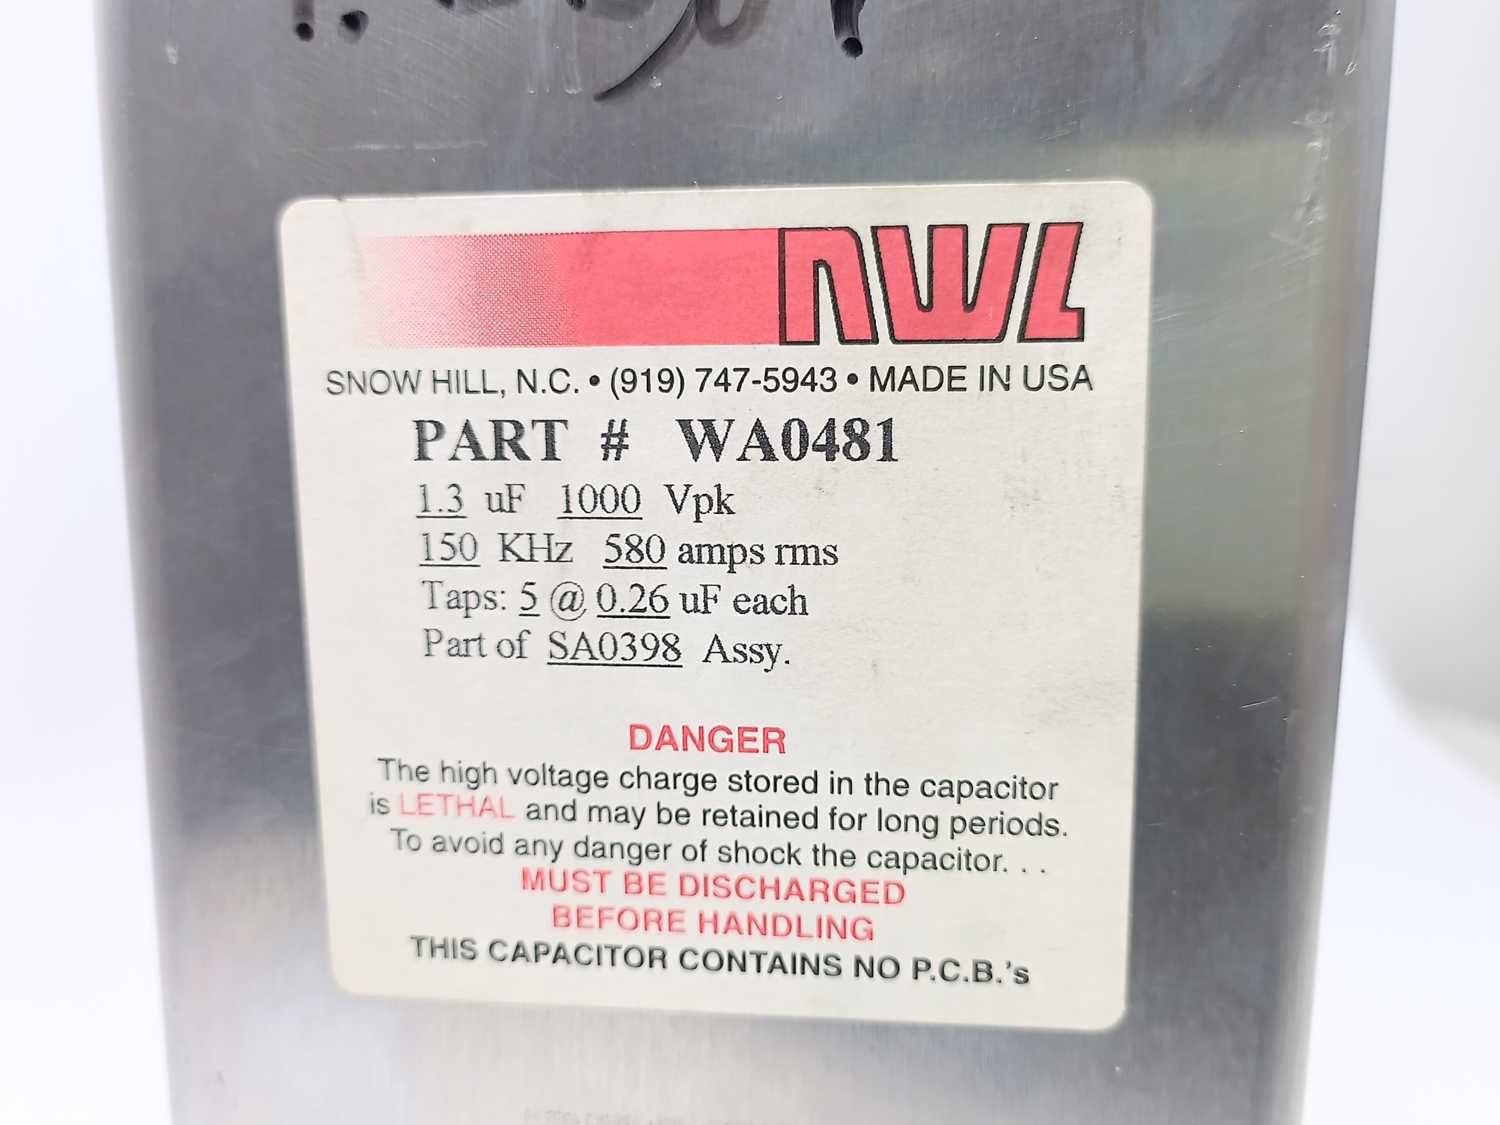 NWL
SNOW HILL, N.C. • (919) 747-5943 • MADE IN USA
PART # WA0481
1.3 uF 1000 Vpk
150 KHz 580 amps rms
Taps: 5 @ 0.26 uF each
Part of SA0398 Assy.
DANGER
The high voltage charge stored in the capacitor
is LETHAL and may be retained for long periods.
To avoid any danger of shock the capacitor. . .
MUST BE DISCHARGED
BEFORE HANDLING
THIS CAPACITOR CONTAINS NO P.C.B.'s